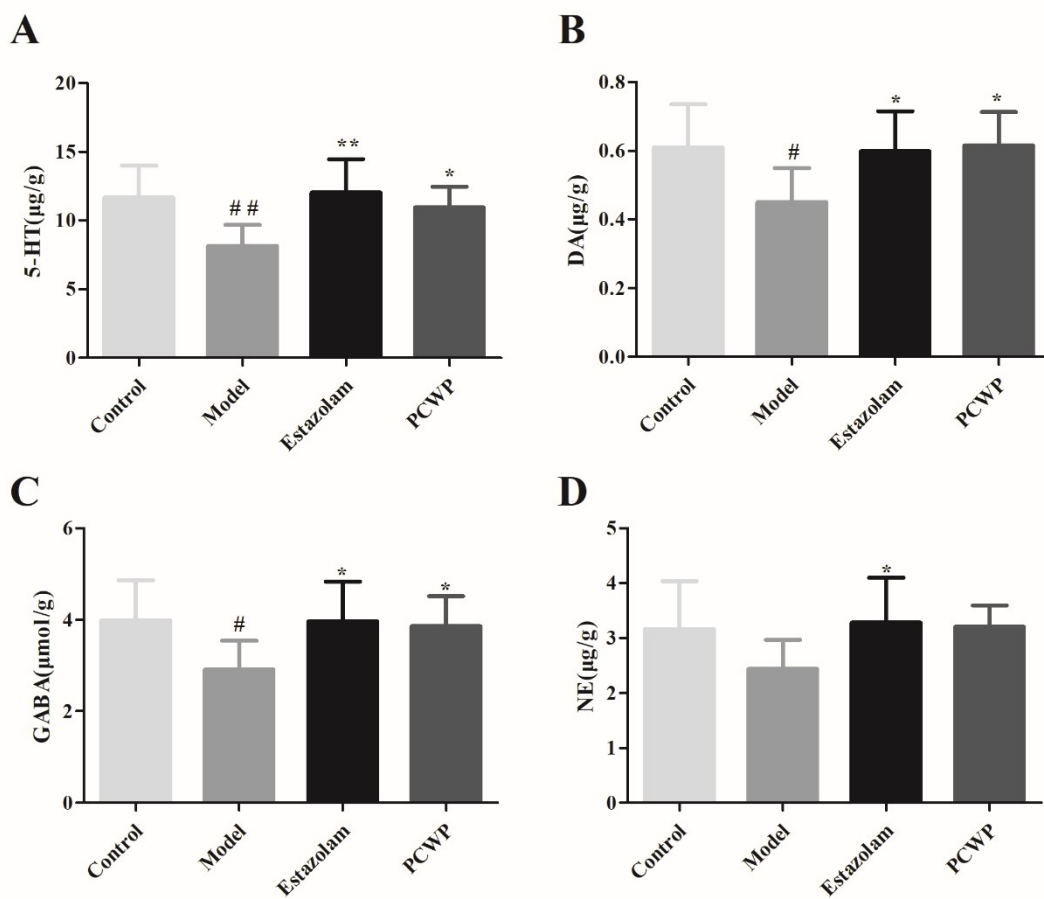 A
B
20
15
10
5
0
5-HT(μg/g)
# #
**
*
Control
Model
Estazolam
PCWP
0.8
0.6
0.4
0.2
0.0
DA(μg/g)
#
*
*
Control
Model
Estazolam
PCWP
C
D
6
4
2
0
GABA(μmol/g)
#
*
*
Control
Model
Estazolam
PCWP
5
4
3
2
1
0
NE(μg/g)
*
Control
Model
Estazolam
PCWP